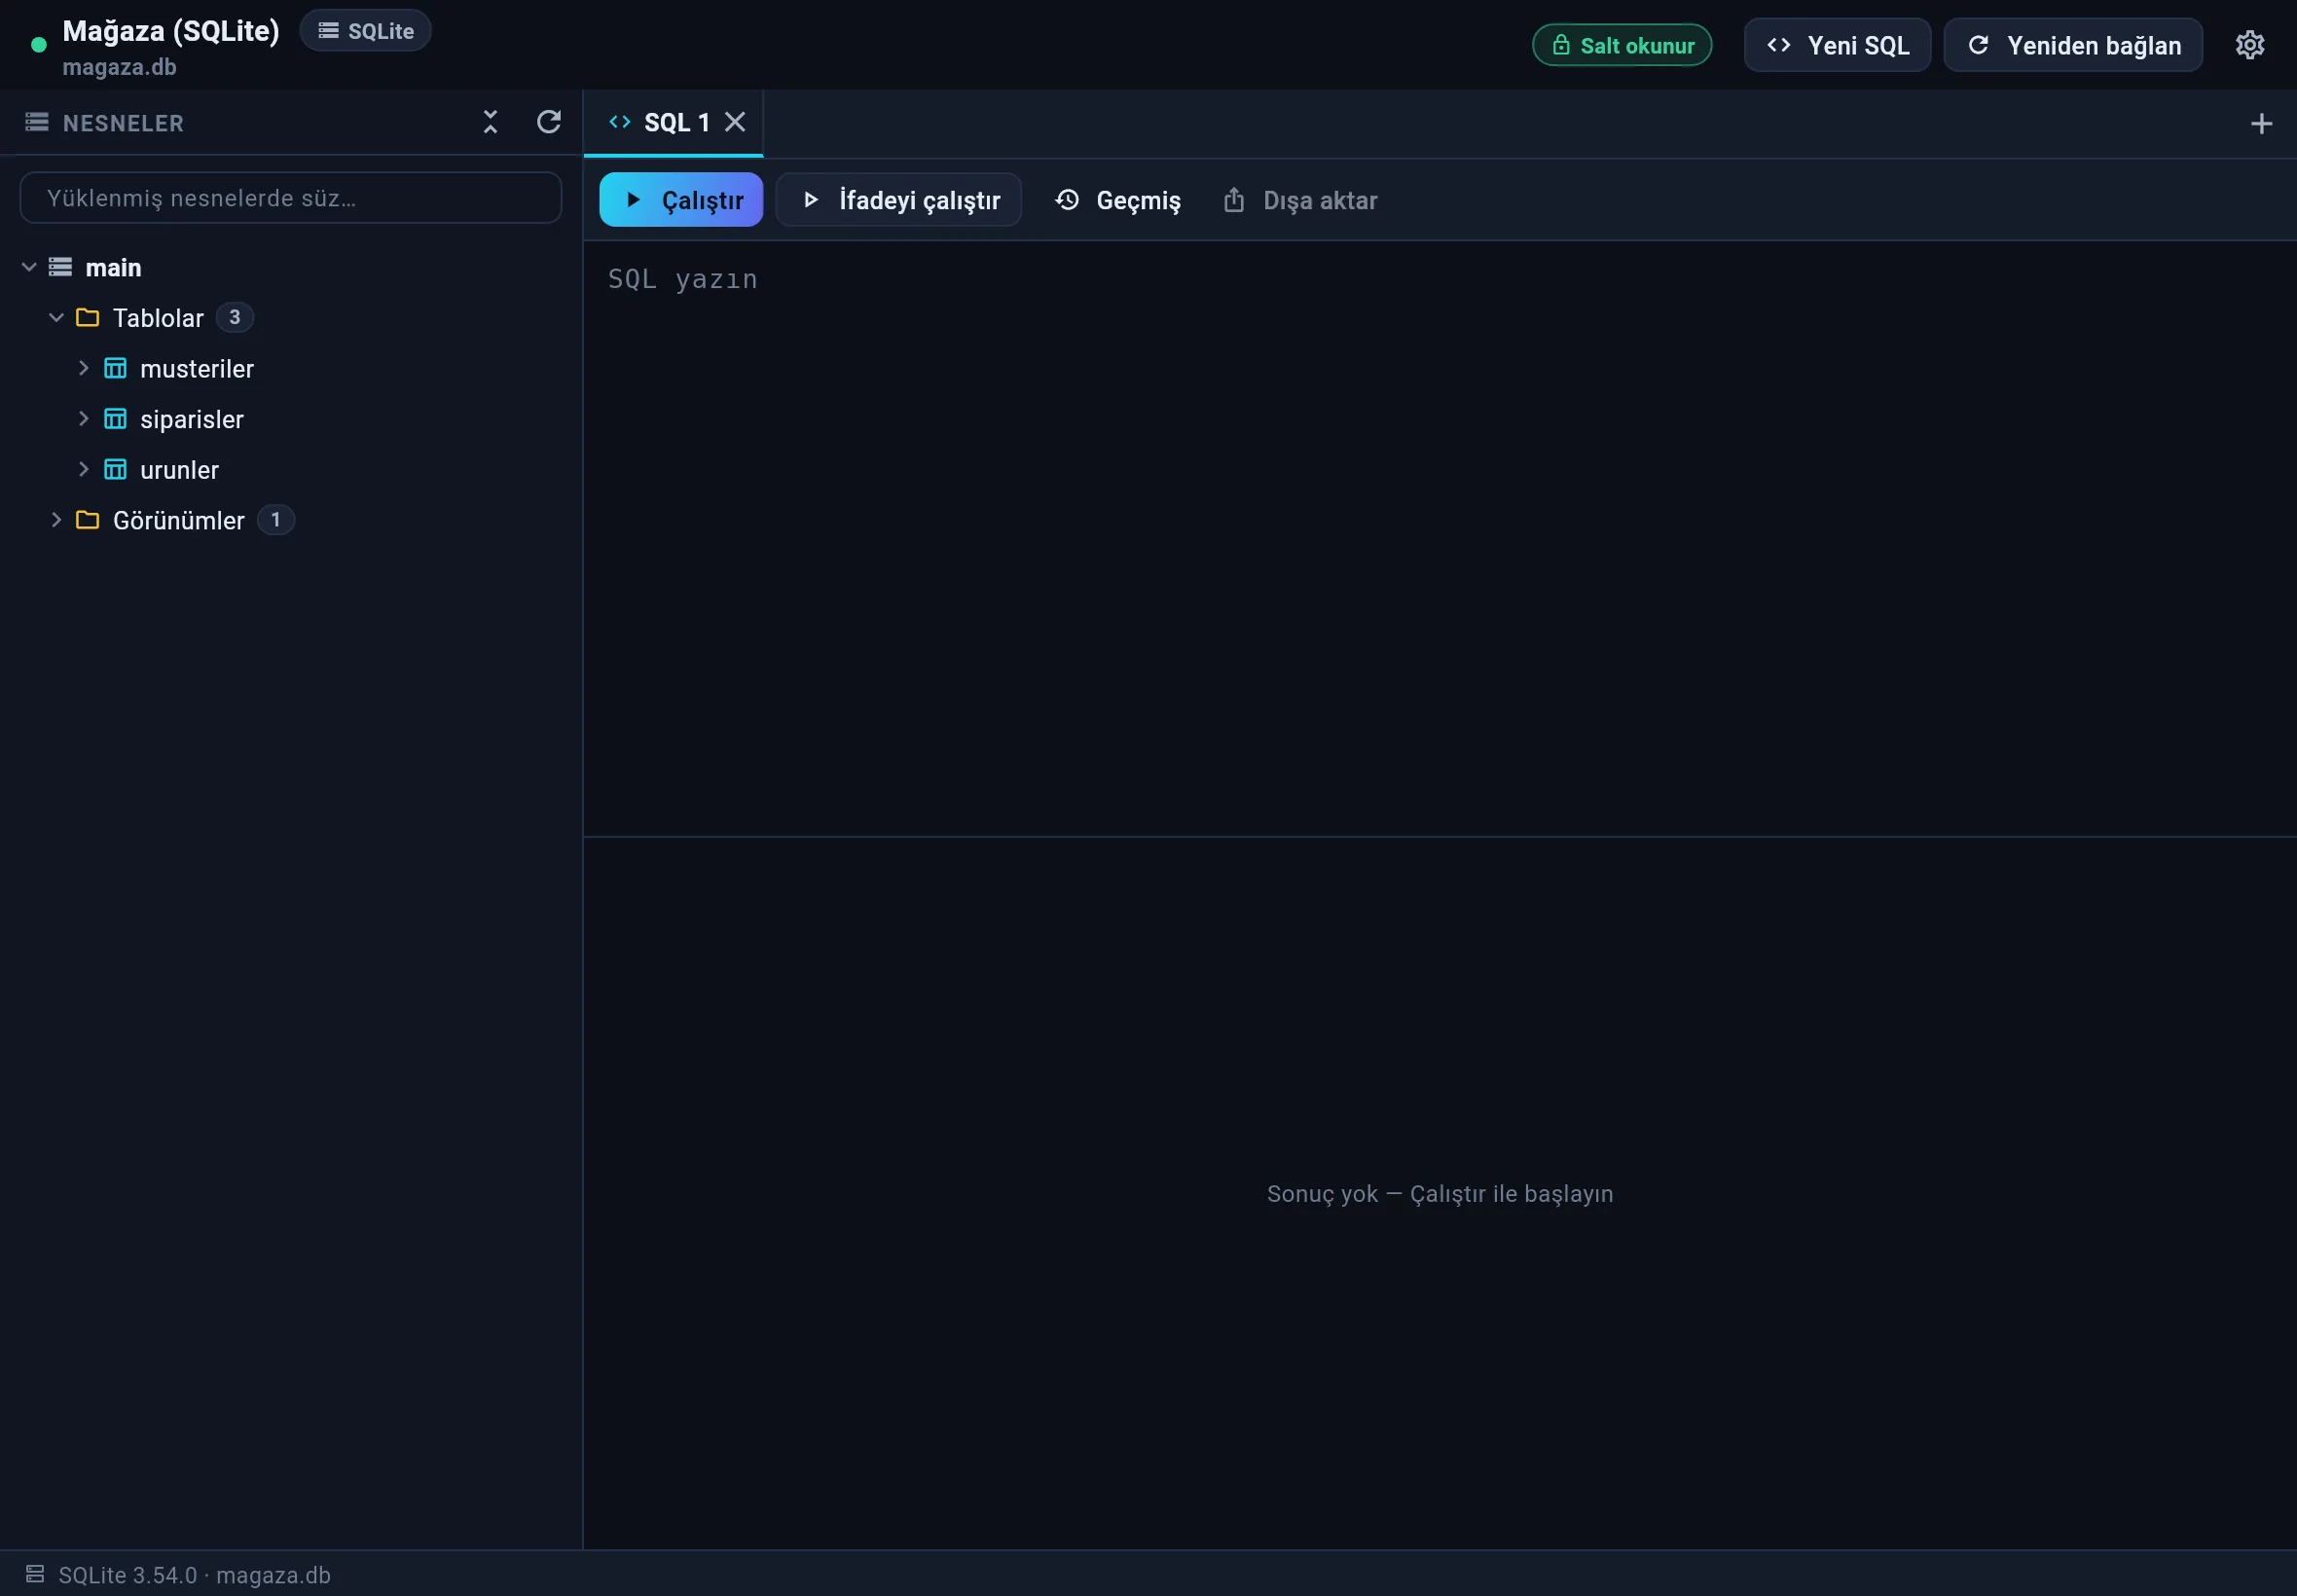 Mağaza (SQLite)
SQLite
magaza.db
Salt okunur
Yeni SQL
Yeniden bağlan
NESNELER
SQL 1
Yüklenmiş nesnelerde süz…
Çalıştır
İfadeyi çalıştır
Geçmiş
Dışa aktar
main
Tablolar 3
musteriler
siparisler
urunler
Görünümler 1
SQL yazın
Sonuç yok — Çalıştır ile başlayın
SQLite 3.54.0 · magaza.db